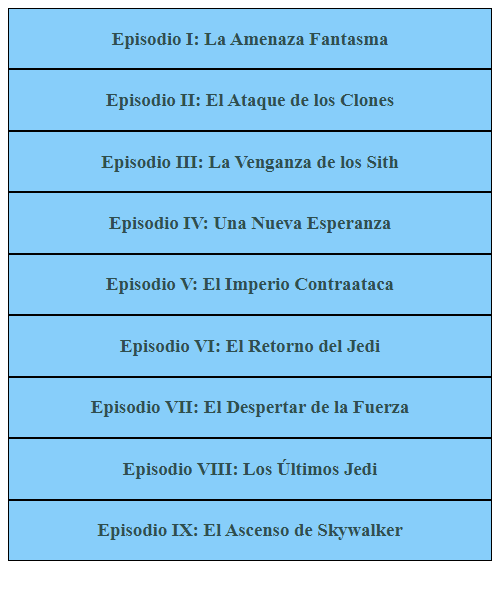 Episodio I: La Amenaza Fantasma
Episodio II: El Ataque de los Clones
Episodio III: La Venganza de los Sith
Episodio IV: Una Nueva Esperanza
Episodio V: El Imperio Contraataca
Episodio VI: El Retorno del Jedi
Episodio VII: El Despertar de la Fuerza
Episodio VIII: Los Últimos Jedi
Episodio IX: El Ascenso de Skywalker